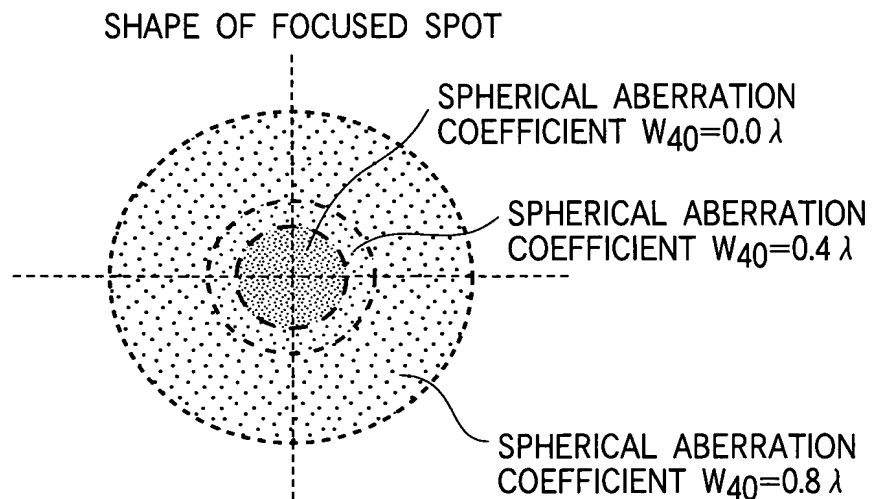 SHAPE OF FOCUSED SPOT
SPHERICAL ABERRATION
COEFFICIENT W40=0.0 λ
SPHERICAL ABERRATION
COEFFICIENT W40=0.4 λ
SPHERICAL ABERRATION
COEFFICIENT W40=0.8 λ